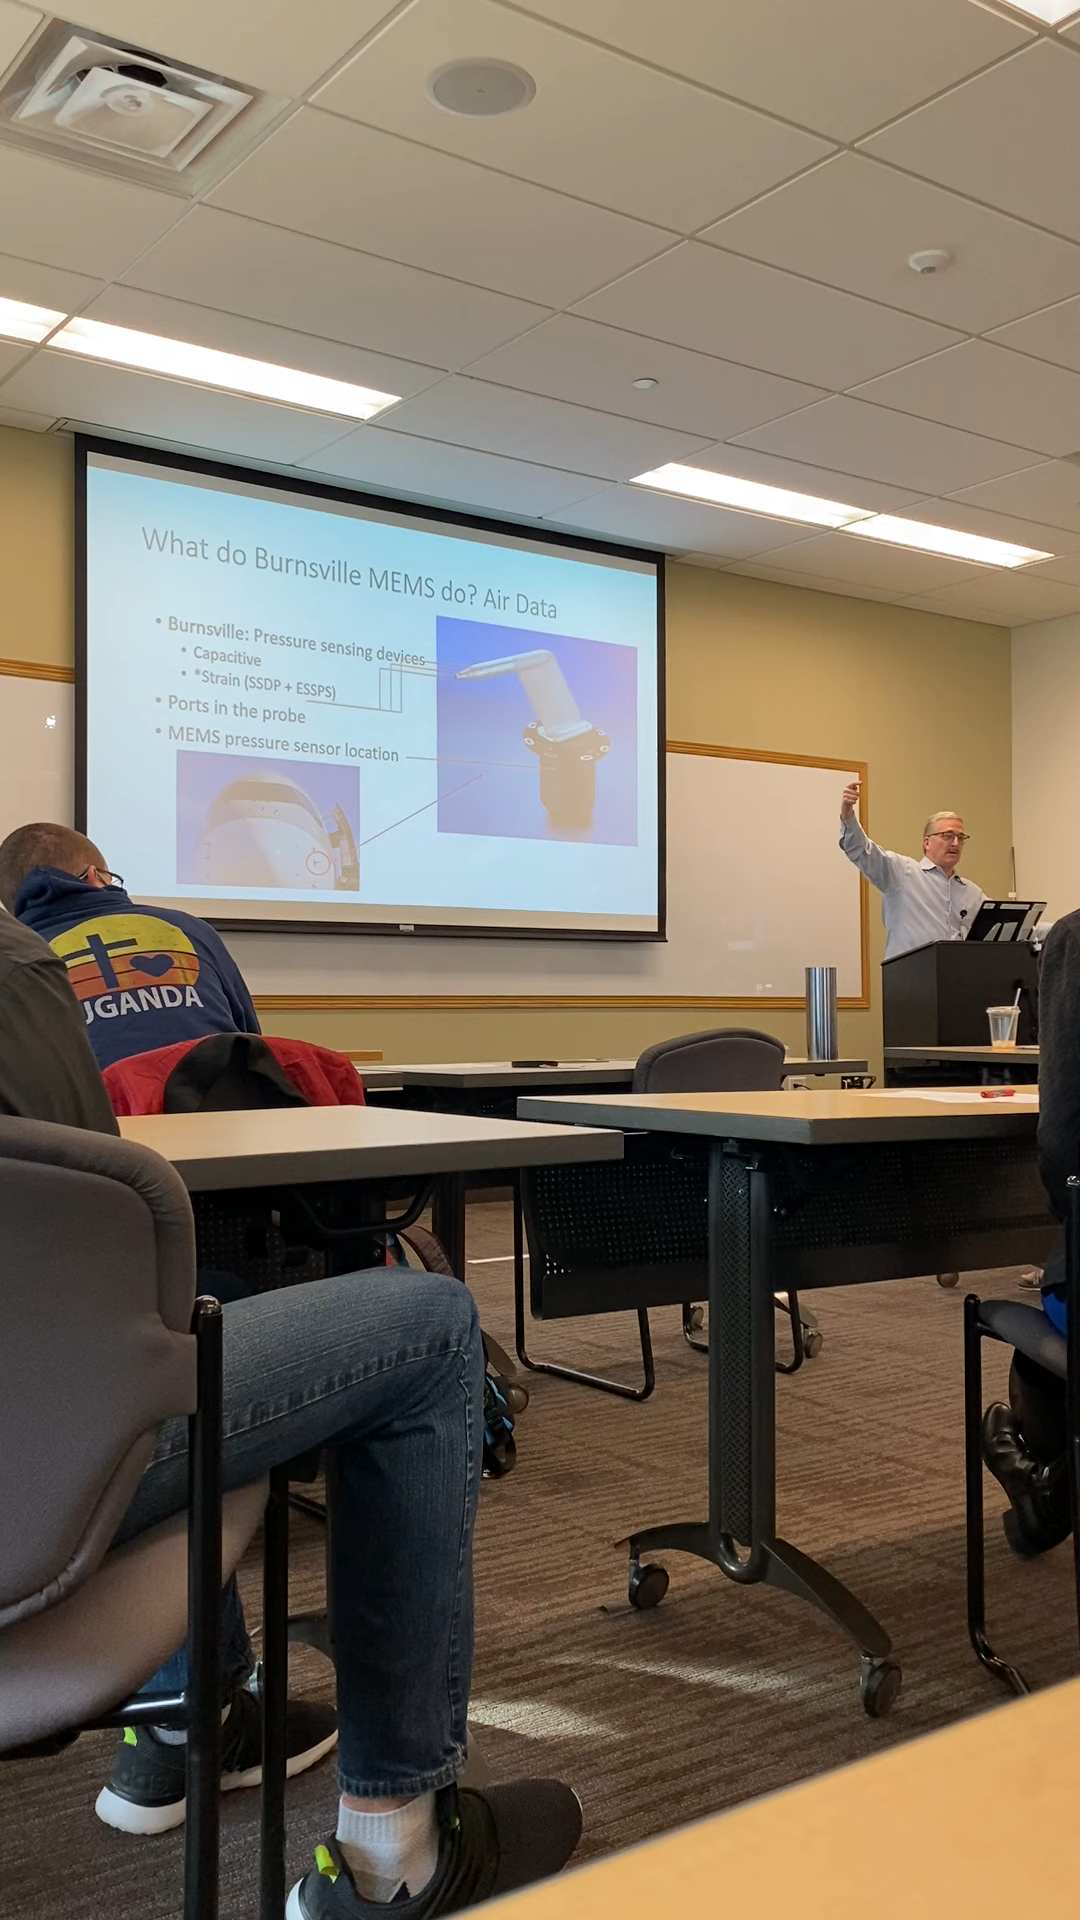 What do Burnsville MEMS do? Air Data
• Burnsville: Pressure sensing devices
• Capacitive
• *Strain (SSDP + ESSPS)
• Ports in the probe
• MEMS pressure sensor location
UGANDA